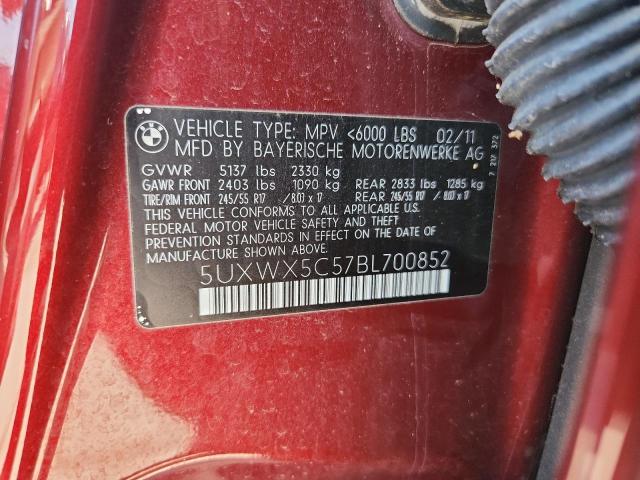 VEHICLE TYPE: MPV <6000 LBS 02/11
MFD BY BAYERISCHE MOTORENWERKE AG
GVWR 5137 lbs 2330 kg
GAWR FRONT 2403 lbs 1090 kg REAR 2833 lbs 1285 kg
TIRE/RIM FRONT 245/55 R17 / 8.0J x 17 REAR 245/55 R17 / 8.0J x 17
THIS VEHICLE CONFORMS TO ALL APPLICABLE U.S.
FEDERAL MOTOR VEHICLE SAFETY AND THEFT
PREVENTION STANDARDS IN EFFECT ON THE DATE OF
MANUFACTURE SHOWN ABOVE.
5UXWX5C57BL700852
7 217 372